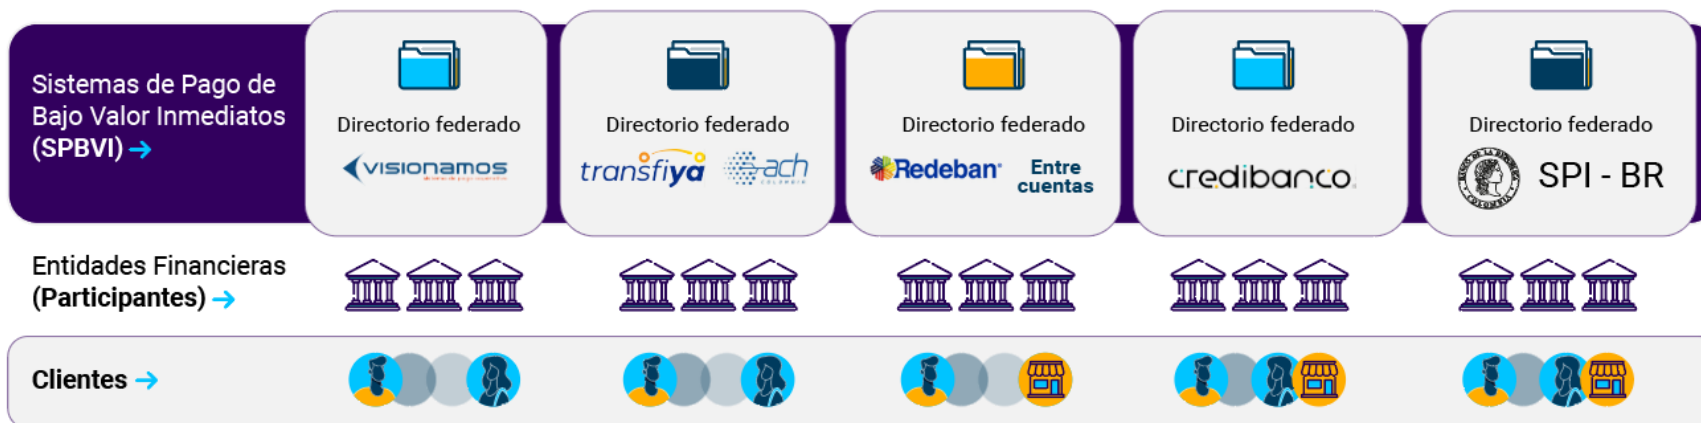 Sistemas de Pago de
Bajo Valor Inmediatos
(SPBVI)
Directorio federado
visionamos
Directorio federado
transfiya ach
COLOMBIA
Directorio federado
Redeban Entre
cuentas
Directorio federado
credibanco
Directorio federado
SPI - BR
Entidades Financieras
(Participantes)
Clientes